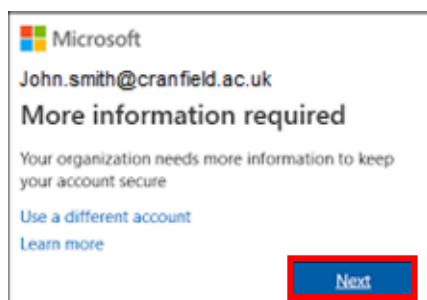 Microsoft
John.smith@cranfield.ac.uk
More information required
Your organization needs more information to keep
your account secure
Use a different account
Learn more
Next